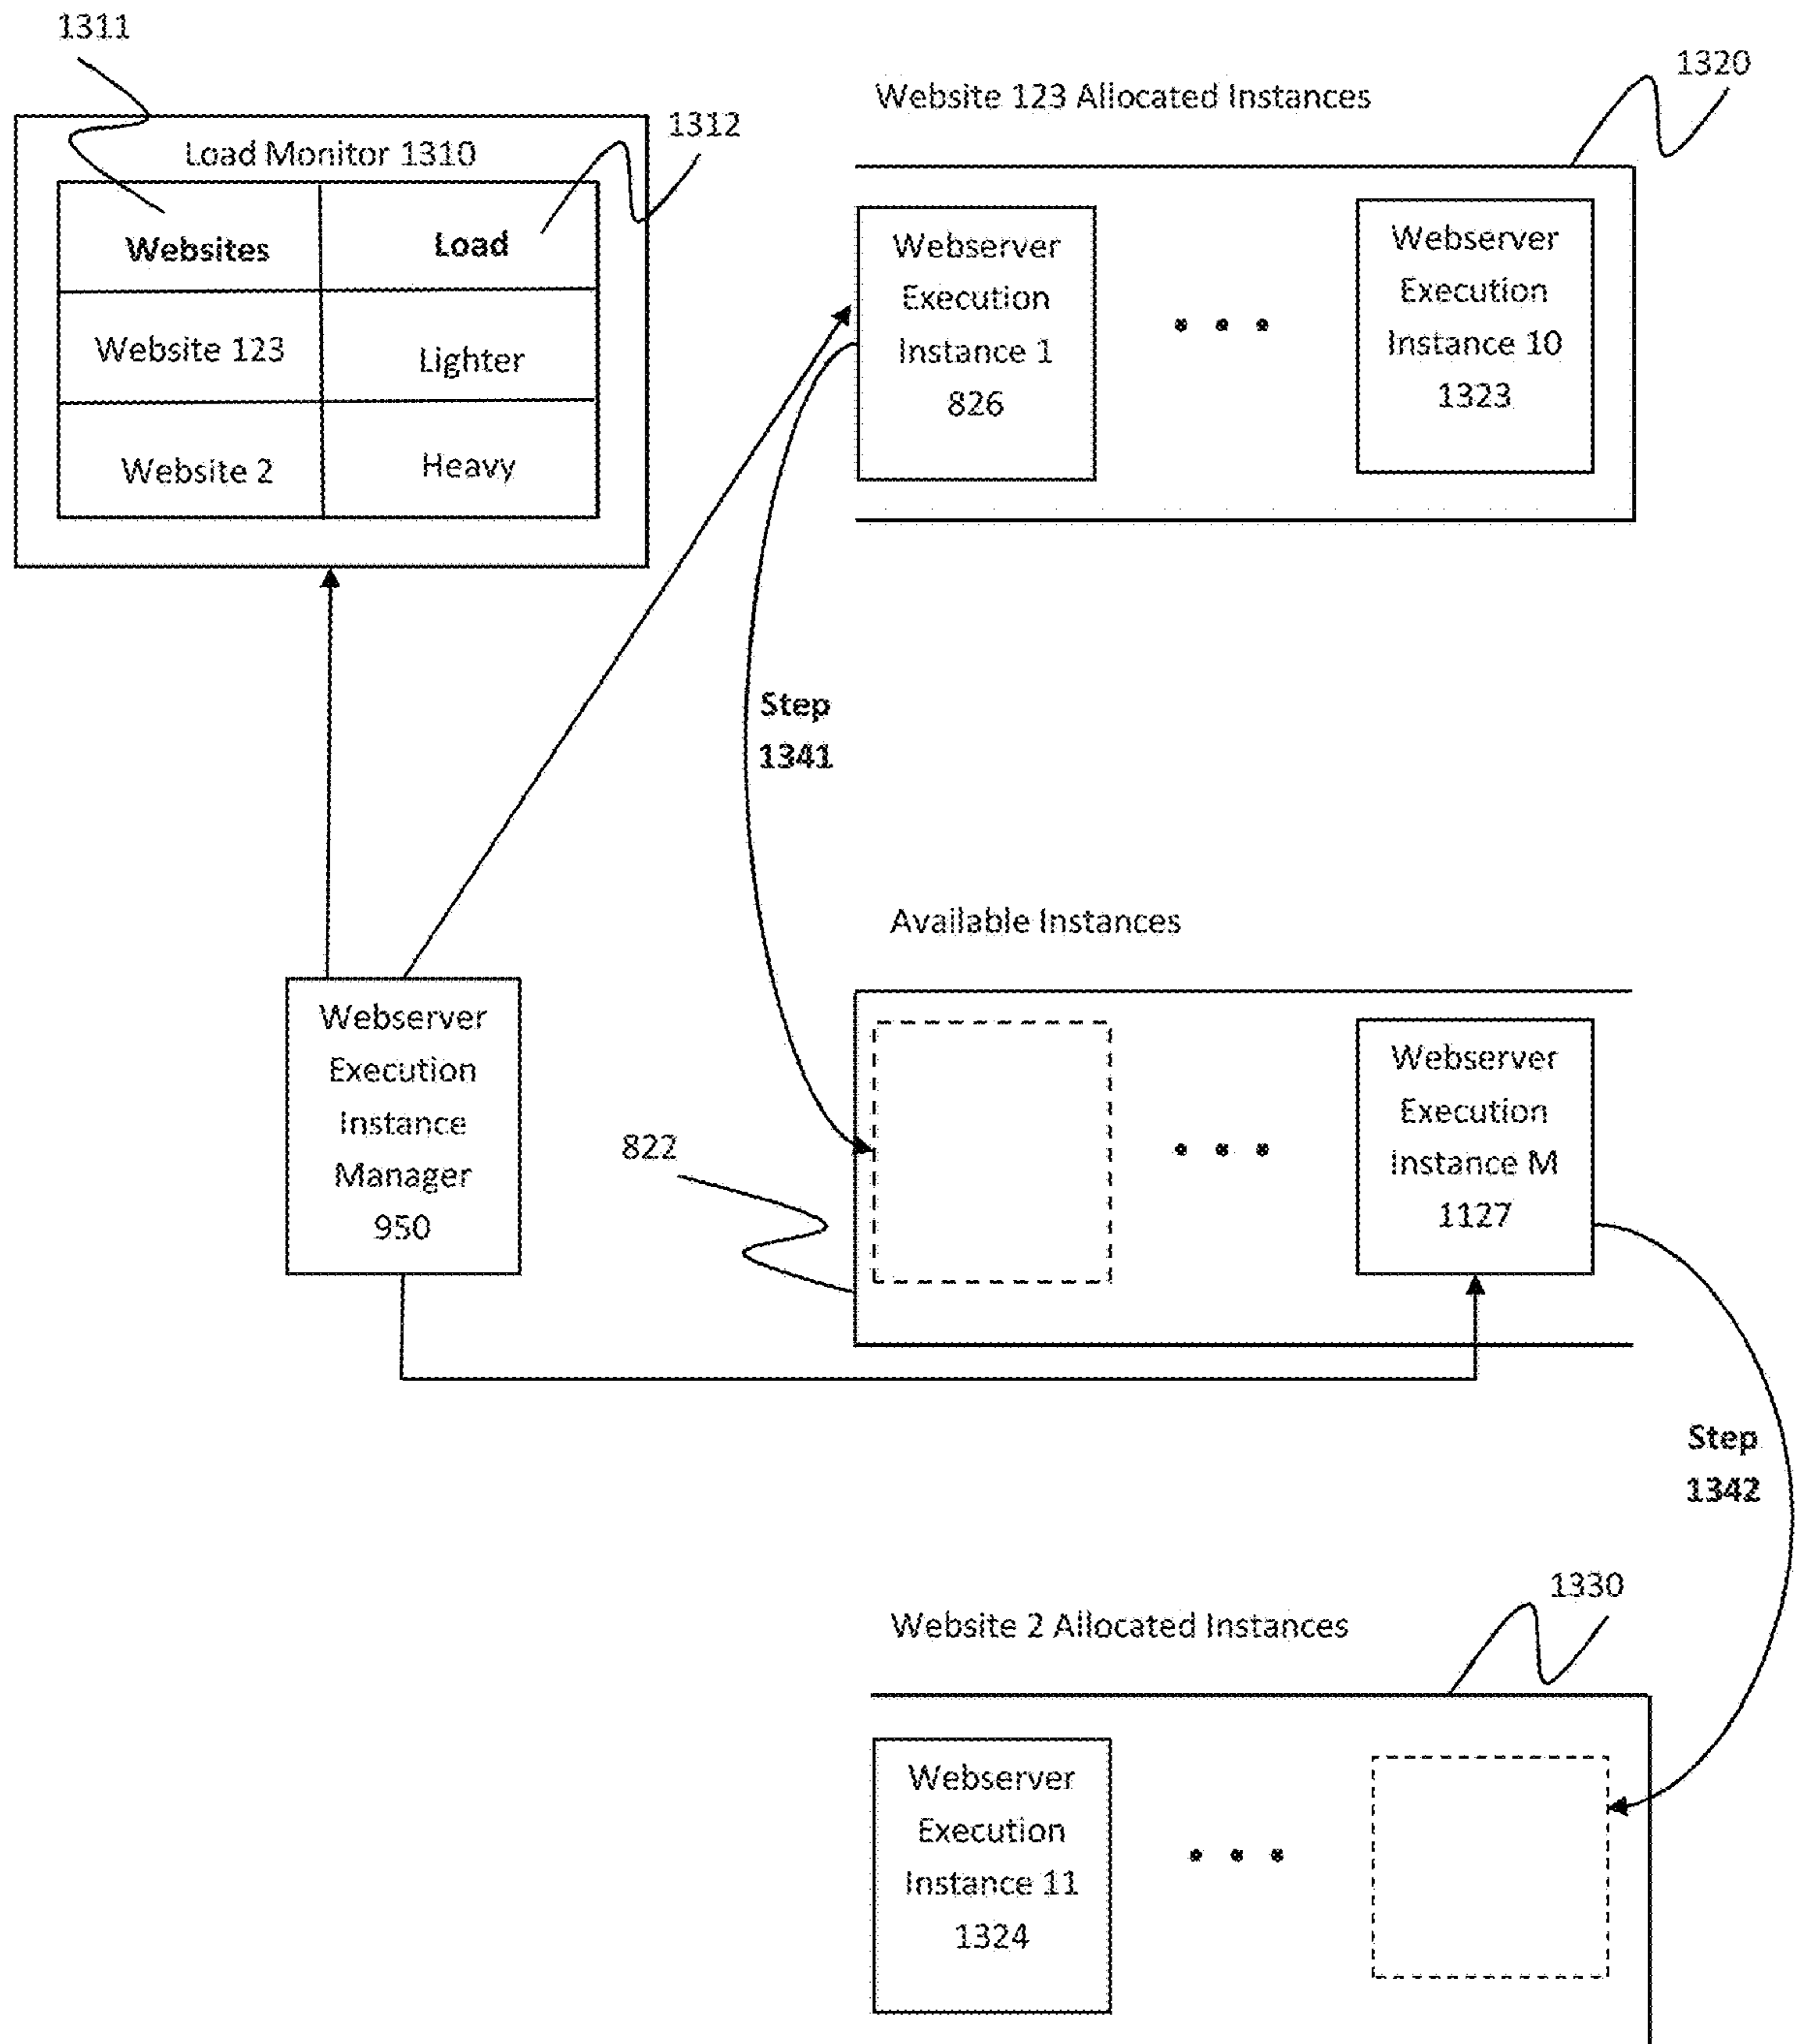 1311
1320
Website 123 Allocated Instances
1312
Load Monitor 1310
Websites
Load
Website 123
Lighter
Website 2
Heavy
Webserver
Execution
Instance 1
826
Webserver
Execution
Instance 10
1323
Step
1341
Available Instances
Webserver
Execution
Instance
Manager
950
822
Webserver
Execution
Instance M
1127
Step
1342
1330
Website 2 Allocated Instances
Webserver
Execution
Instance 11
1324